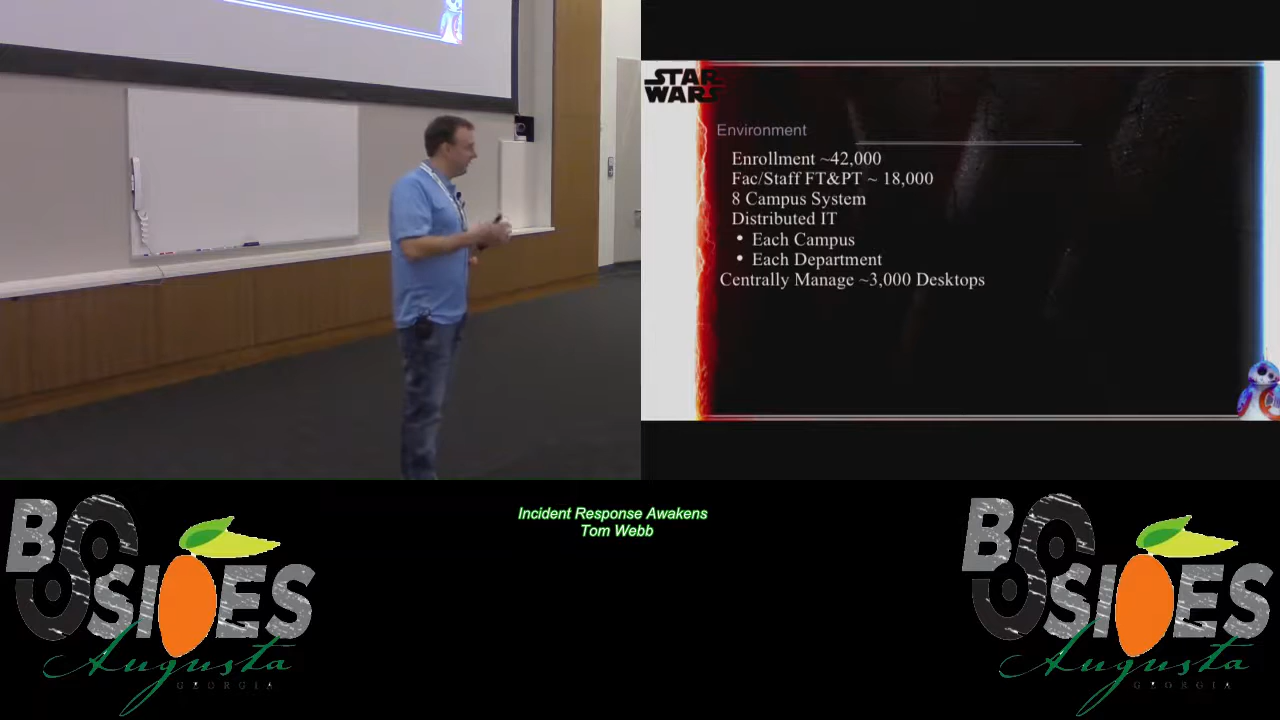 STAR
WARS
Environment
Enrollment ~42,000
Fac/Staff FT&PT ~ 18,000
8 Campus System
Distributed IT
• Each Campus
• Each Department
Centrally Manage ~3,000 Desktops
Incident Response Awakens
Tom Webb
BSIDES
Augusta
GEORGIA
BSIDES
Augusta
GEORGIA